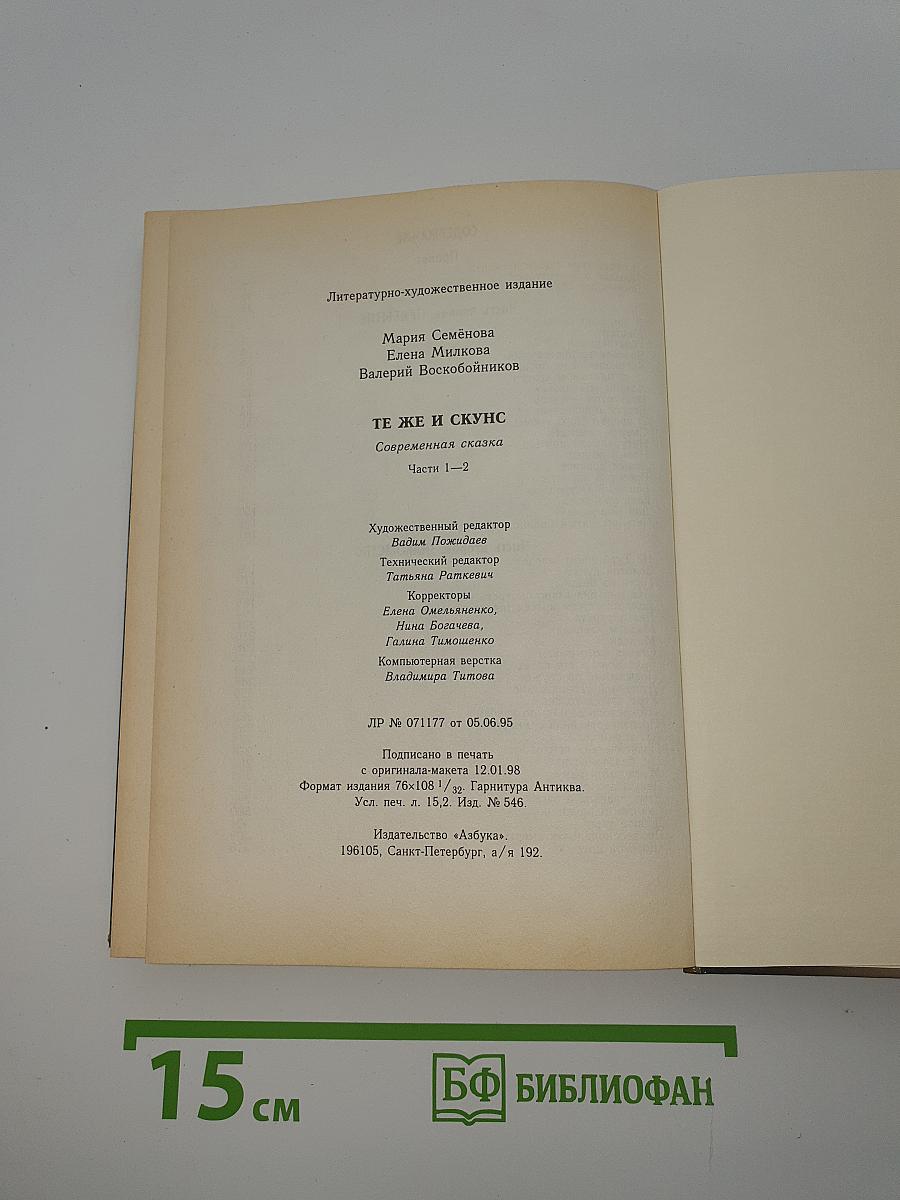 Литературно-художественное издание
Мария Семёнова
Елена Милкова
Валерий Воскобойников
ТЕ ЖЕ И СКУНС
Современная сказка
Части 1—2
Художественный редактор
Вадим Пожидаев
Технический редактор
Татьяна Раткевич
Корректоры
Елена Омельяненко,
Нина Богачева,
Галина Тимошенко
Компьютерная верстка
Владимира Титова
ЛР № 071177 от 05.06.95
Подписано в печать
с оригинала-макета 12.01.98
Формат издания 76×108 1/32. Гарнитура Антиква.
Усл. печ. л. 15,2. Изд. № 546.
Издательство «Азбука».
196105, Санкт-Петербург, а/я 192.
15 см
БФ БИБЛИОФАН